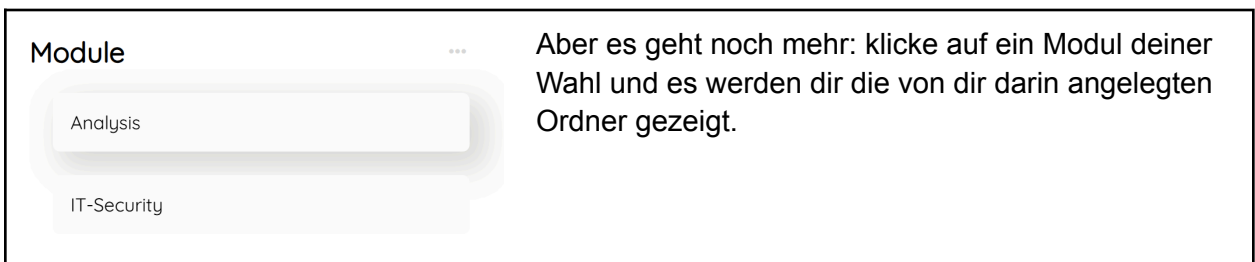 Module
Analysis
IT-Security
Aber es geht noch mehr: klicke auf ein Modul deiner
Wahl und es werden dir die von dir darin angelegten
Ordner gezeigt.